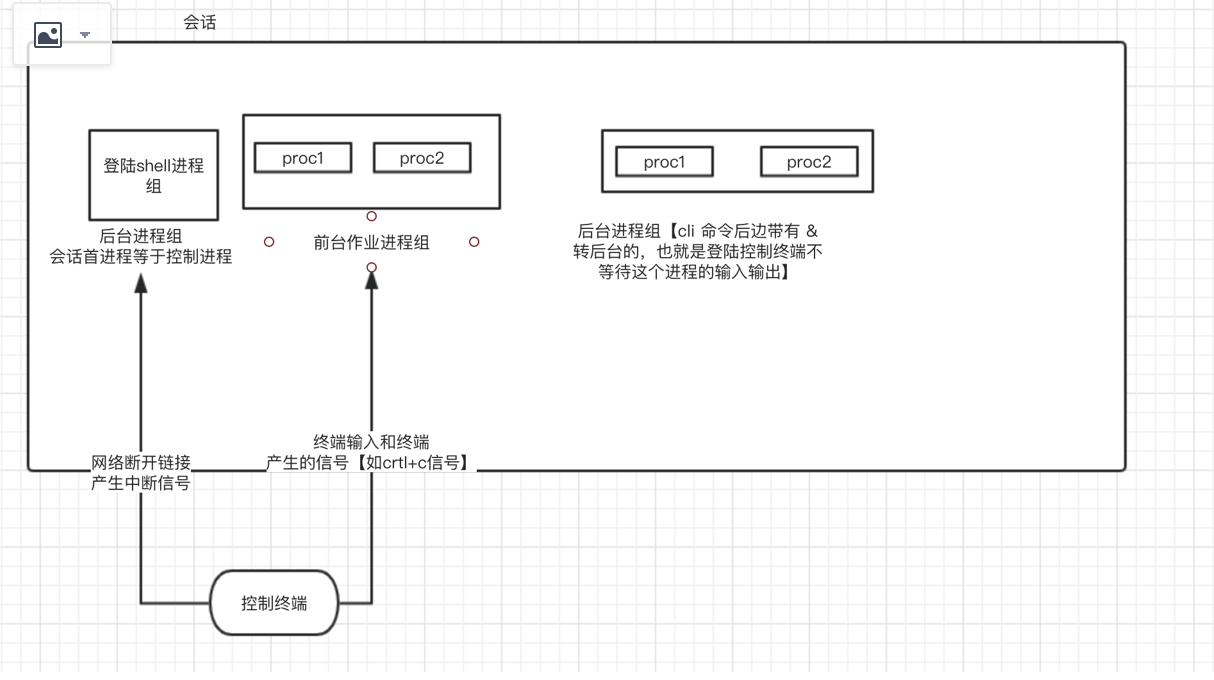 会话
登陆shell进程
组
后台进程组
会话首进程等于控制进程
proc1
proc2
前台作业进程组
proc1
proc2
后台进程组【cli 命令后边带有 &
转后台的，也就是登陆控制终端不
等待这个进程的输入输出】
网络断开链接
产生中断信号
终端输入和终端
产生的信号【如crtl+c信号】
控制终端